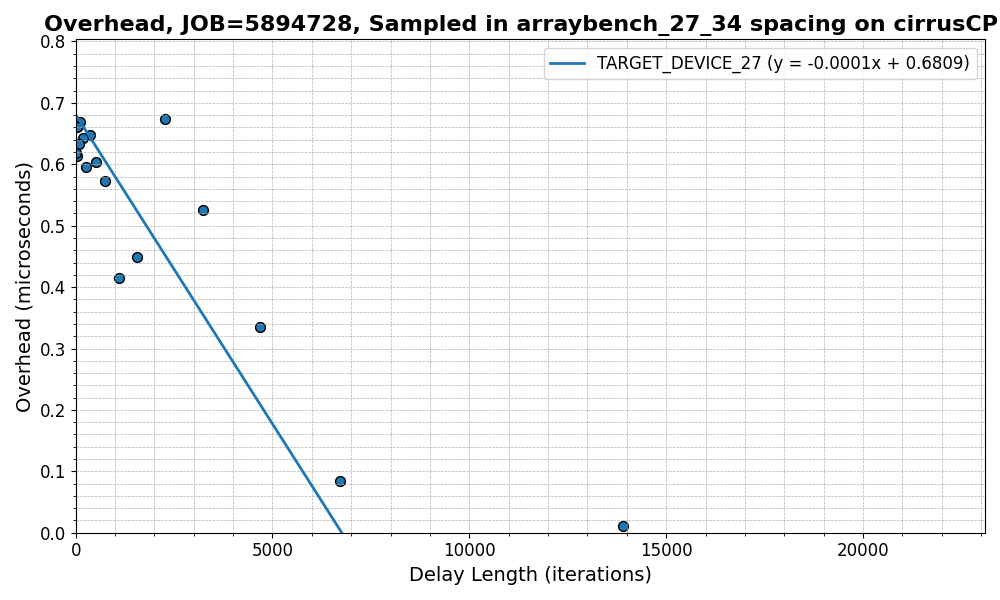 Overhead, JOB=5894728, Sampled in arraybench_27_34 spacing on cirrusCP
TARGET_DEVICE_27 (y = -0.0001x + 0.6809)
Overhead (microseconds)
0.8
0.7
0.6
0.5
0.4
0.3
0.2
0.1
0.0
0 5000 10000 15000 20000
Delay Length (iterations)